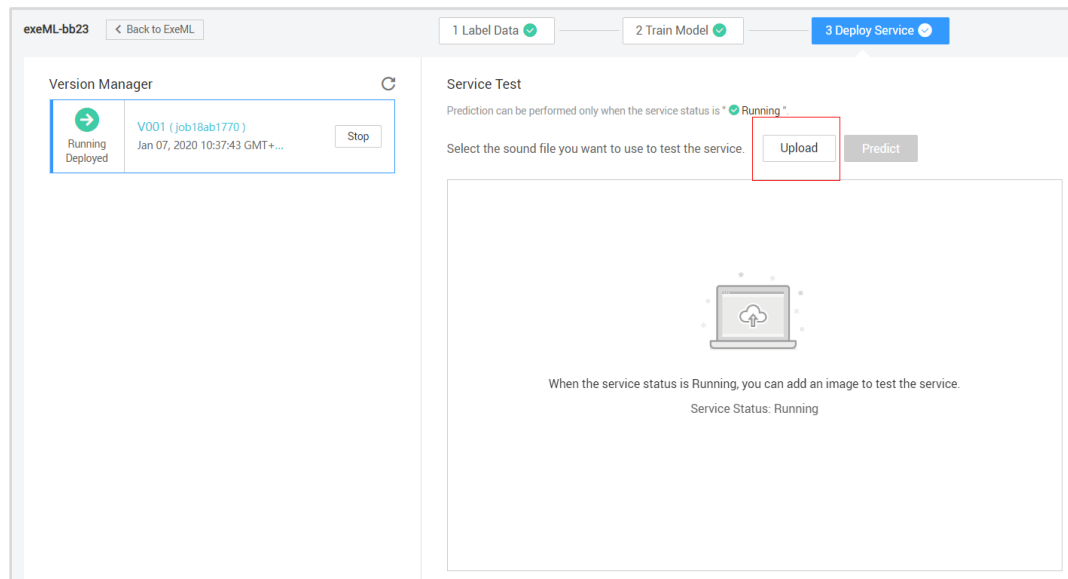 exeML-bb23 < Back to ExeML 1 Label Data 2 Train Model 3 Deploy Service
Version Manager
Running
Deployed
V001 ( job18ab1770 )
Jan 07, 2020 10:37:43 GMT+...
Stop
Service Test
Prediction can be performed only when the service status is " Running ".
Select the sound file you want to use to test the service. Upload Predict
When the service status is Running, you can add an image to test the service.
Service Status: Running